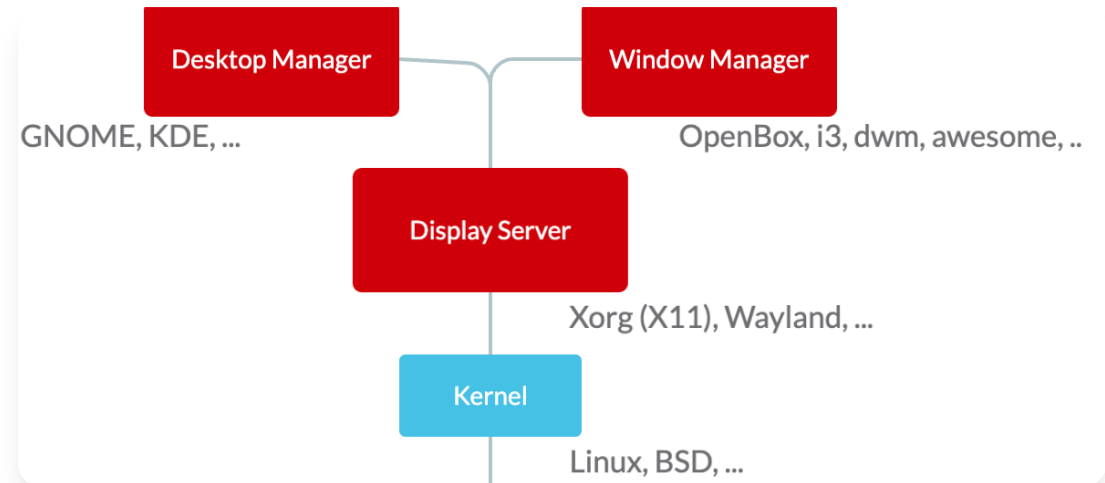 Desktop Manager
Window Manager
GNOME, KDE, ...
OpenBox, i3, dwm, awesome, ..
Display Server
Xorg (X11), Wayland, ...
Kernel
Linux, BSD, ...